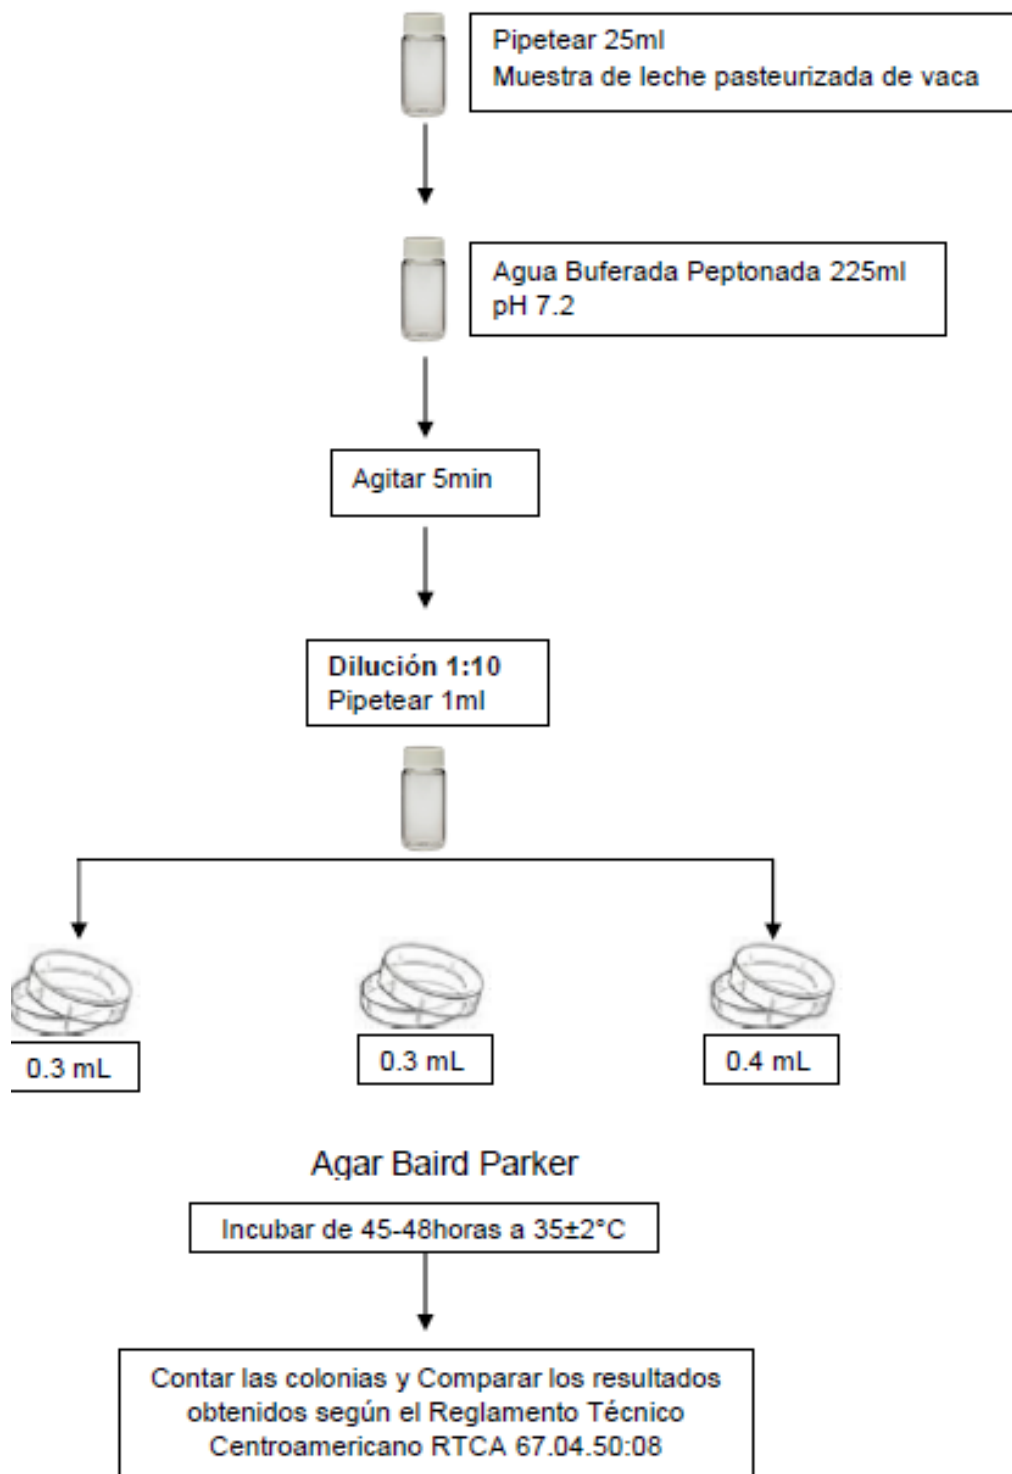 Pipetear 25ml
Muestra de leche pasteurizada de vaca
Agua Buferada Peptonada 225ml
pH 7.2
Agitar 5min
Dilución 1:10
Pipetear 1ml
0.3 mL
0.3 mL
0.4 mL
Agar Baird Parker
Incubar de 45-48horas a 35±2°C
Contar las colonias y Comparar los resultados
obtenidos según el Reglamento Técnico
Centroamericano RTCA 67.04.50:08